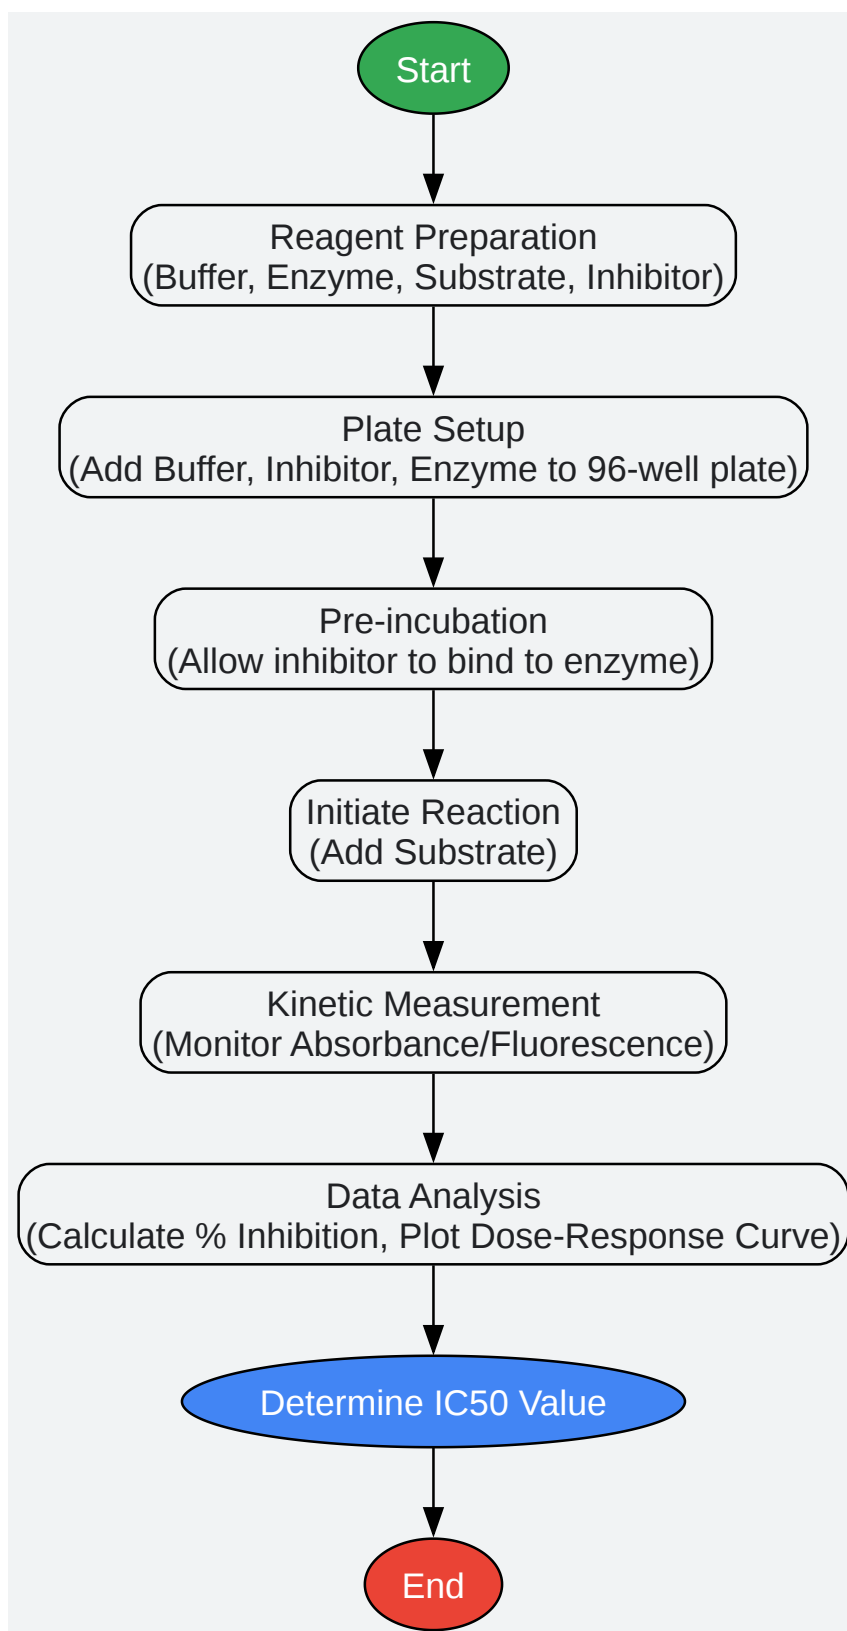 Start
Reagent Preparation
(Buffer, Enzyme, Substrate, Inhibitor)
Plate Setup
(Add Buffer, Inhibitor, Enzyme to 96-well plate)
Pre-incubation
(Allow inhibitor to bind to enzyme)
Initiate Reaction
(Add Substrate)
Kinetic Measurement
(Monitor Absorbance/Fluorescence)
Data Analysis
(Calculate % Inhibition, Plot Dose-Response Curve)
Determine IC50 Value
End